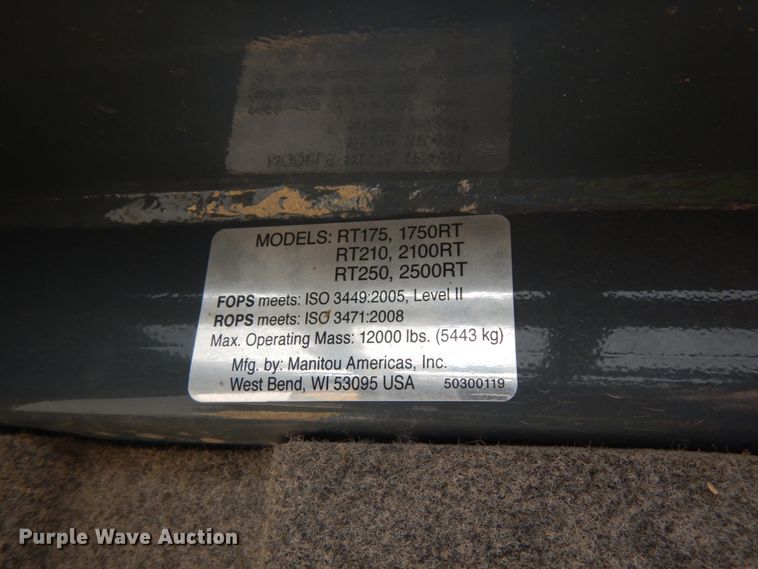 MODELS: RT175, 1750RT
RT210, 2100RT
RT250, 2500RT
FOPS meets: ISO 3449:2005, Level II
ROPS meets: ISO 3471:2008
Max. Operating Mass: 12000 lbs. (5443 kg)
Mfg. by: Manitou Americas, Inc.
West Bend, WI 53095 USA 50300119
Purple Wave Auction